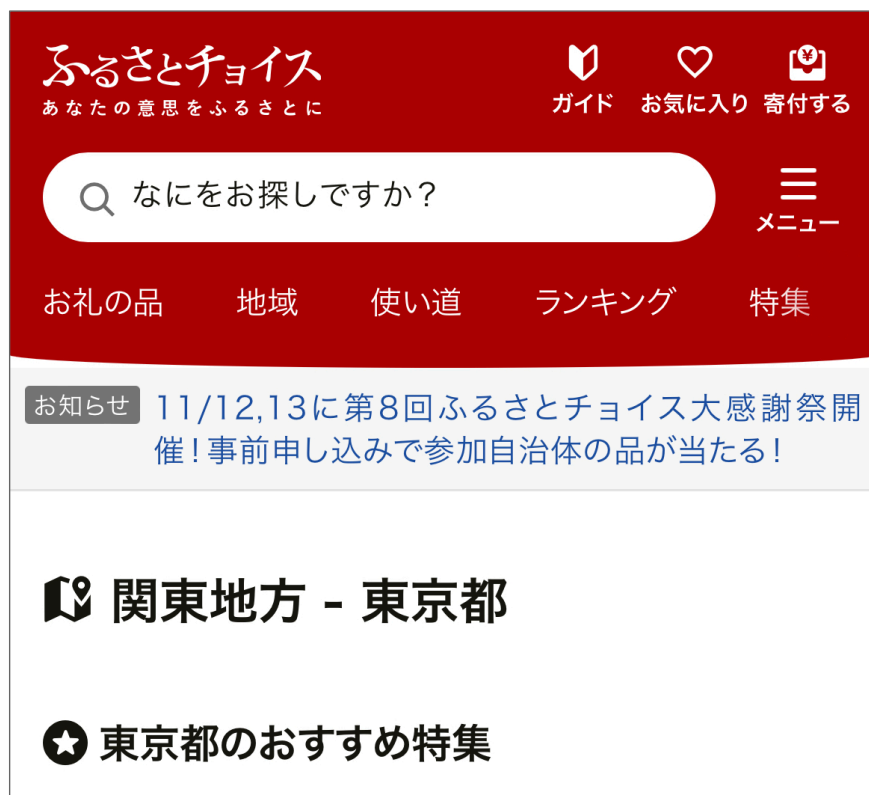 ふるさとチョイス
あなたの意思をふるさとに
ガイド
お気に入り
寄付する
なにをお探しですか？
メニュー
お礼の品
地域
使い道
ランキング
特集
お知らせ
11/12,13に第8回ふるさとチョイス大感謝祭開
催！事前申し込みで参加自治体の品が当たる！
関東地方 - 東京都
東京都のおすすめ特集